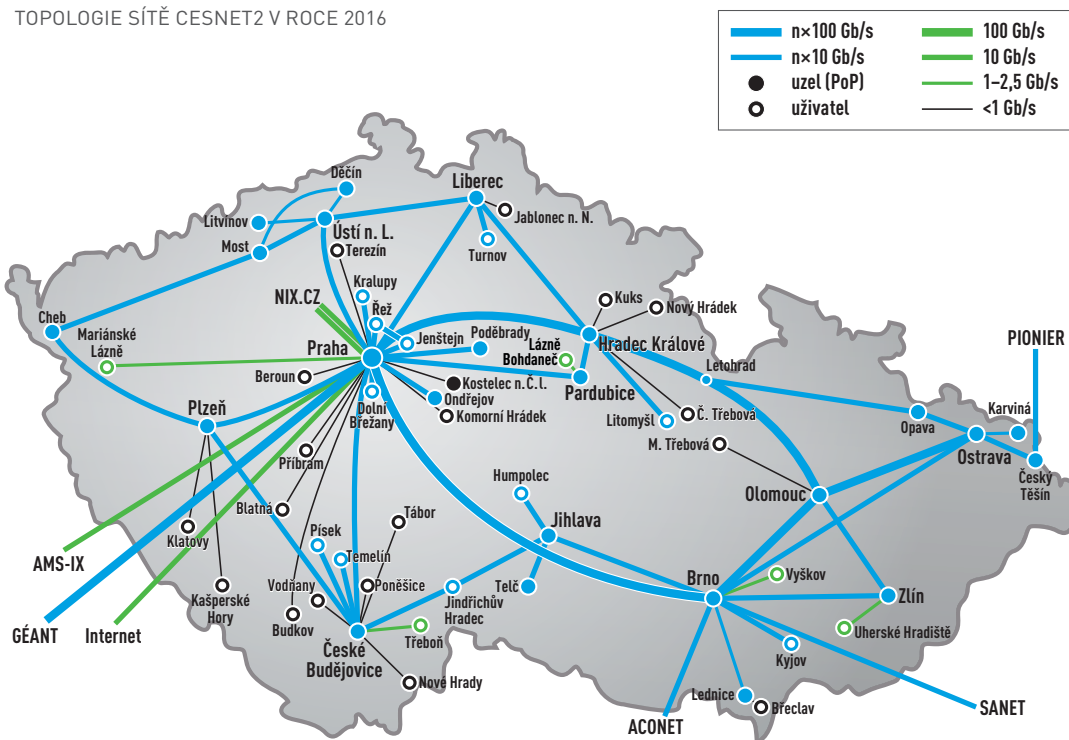 TOPOLOGIE SÍTĚ CESNET2 V ROCE 2016
n×100 Gb/s
100 Gb/s
n×10 Gb/s
10 Gb/s
uzel (PoP)
1–2,5 Gb/s
uživatel
<1 Gb/s
Děčín
Liberec
Litvínov
Jablonec n. N.
Ústí n. L.
Most
Terezín
Turnov
Kralupy
NIX.CZ
Řež
Kuks
Nový Hrádek
Cheb
Mariánské
Lázně
Praha
Jenštejn
Poděbrady
Lázně
Bohdaneč
Hradec Králové
PIONIER
Letohrad
Beroun
Kostelec n.Č.l.
Ondřejov
Pardubice
Plzeň
Dolní
Břežany
Komorní Hrádek
Litomyšl
Č. Třebová
Opava
Karviná
M. Třebová
Ostrava
Příbram
Český
Těšín
Humpolec
Olomouc
Blatná
Tábor
Jihlava
Klatovy
Písek
AMS-IX
Temelín
Vyškov
Kašperské
Hory
Vodňany
Poněšice
Telč
Brno
Zlín
Jindřichův
Hradec
GÉANT
Internet
Budkov
Třeboň
Uherské Hradiště
České
Budějovice
Kyjov
Nové Hrady
Lednice
Břeclav
SANET
ACONET